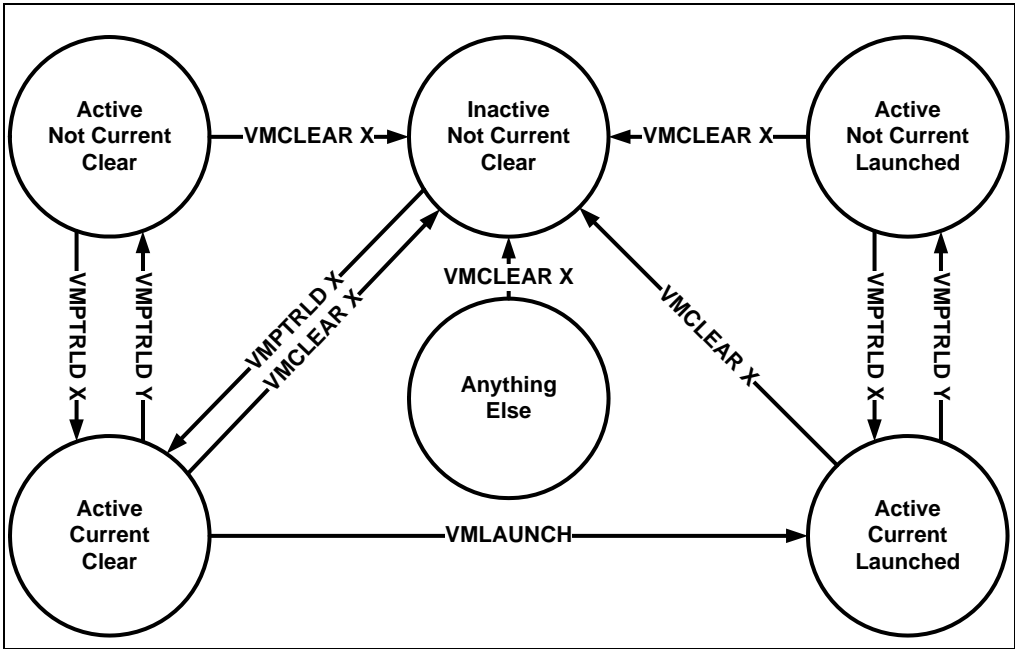 Active
Not Current
Clear
Inactive
Not Current
Clear
Active
Not Current
Launched
VMCLEAR X
VMCLEAR X
VMPTRLD X
VMPTRLD Y
VMPTRLD X
VMCLEAR X
VMCLEAR X
VMCLEAR X
VMPTRLD X
VMPTRLD Y
Anything
Else
Active
Current
Clear
VMLAUNCH
Active
Current
Launched